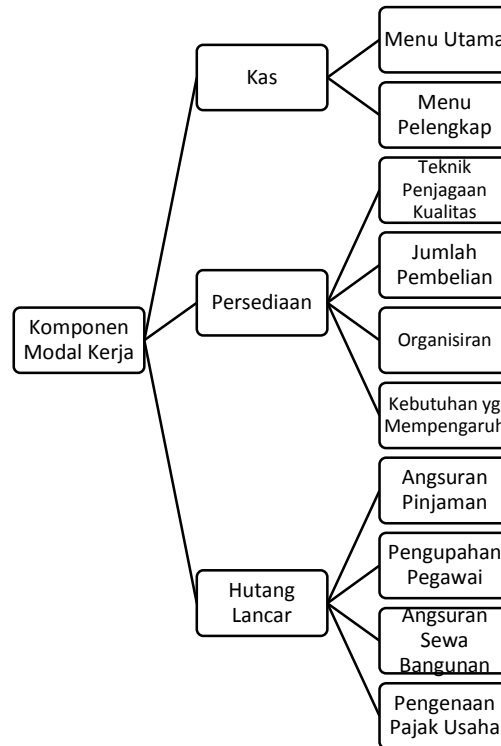 Komponen
Modal Kerja
Kas
Menu Utama
Menu
Pelengkap
Persediaan
Teknik
Penjagaan
Kualitas
Jumlah
Pembelian
Organisiran
Kebutuhan yg
Mempengaruh
Hutang
Lancar
Angsuran
Pinjaman
Pengupahan
Pegawai
Angsuran
Sewa
Bangunan
Pengenaan
Pajak Usaha